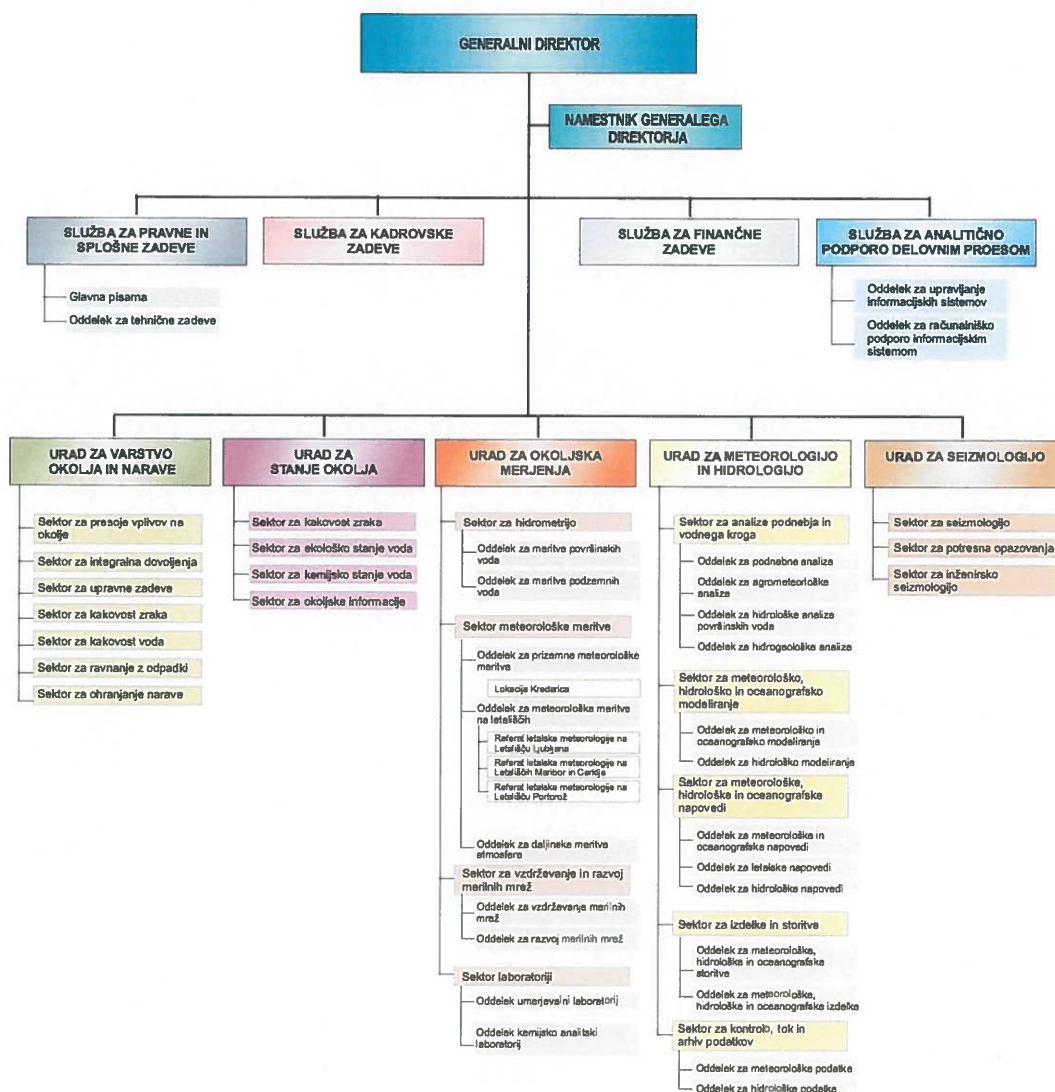 GENERALNI DIREKTOR
NAMESTNIK GENERALEGA
DIREKTORJA
SLUŽBA ZA PRAVNE IN
SPLOŠNE ZADEVE
Glavna pisarna
Oddelek za tehnične zadeve
SLUŽBA ZA KADROVSKE
ZADEVE
SLUŽBA ZA FINANČNE
ZADEVE
SLUŽBA ZA ANALITIČNO
PODPORO DELOVNIM PROESOM
Oddelek za upravljanje
informacijskih sistemov
Oddelek za računalniško
podporo informacijskim
sistemom
URAD ZA VARSTVO
OKOLJA IN NARAVE
Sektor za presoje vplivov na
okolje
Sektor za integralna dovoljenja
Sektor za upravne zadeve
Sektor za kakovost zraka
Sektor za kakovost voda
Sektor za ravnanje z odpadki
Sektor za ohranjanje narave
URAD ZA
STANJE OKOLJA
Sektor za kakovost zraka
Sektor za ekološko stanje voda
Sektor za kemijsko stanje voda
Sektor za okoljske informacije
URAD ZA OKOLJSKA
MERJENJA
Sektor za hidrometrijo
Oddelek za meritve površinskih
voda
Oddelek za meritve podzemnih
voda
Sektor meteorološke meritve
Oddelek za prizemne meteorološke
meritve
Lokacija Kredarica
Oddelek za meteorološke meritve
na letališčih
Referat letalske meteorologije na
Letališču Ljubljana
Referat letalske meteorologije na
Letališčih Maribor in Cerklje
Referat letalske meteorologije na
Letališču Portorož
Oddelek za daljinske meritve
atmosfere
Sektor za vzdrževanje in razvoj
merilnih mrež
Oddelek za vzdrževanje merilnih
mrež
Oddelek za razvoj merilnih mrež
Sektor laboratoriji
Oddelek umerjevalni laboratorij
Oddelek kemijsko analitski
laboratorij
URAD ZA METEOROLOGIJO
IN HIDROLOGIJO
Sektor za analize podnebja in
vodnega kroga
Oddelek za podnebne analize
Oddelek za agrometeorološke
analize
Oddelek za hidrološke analize
površinskih voda
Oddelek za hidrogeološke analize
Sektor za meteorološko,
hidrološko in oceanografsko
modeliranje
Oddelek za meteorološko in
oceanografsko modeliranje
Oddelek za hidrološko modeliranje
Sektor za meteorološke,
hidrološke in oceanografske
napovedi
Oddelek za meteorološke in
oceanografske napovedi
Oddelek za letalske napovedi
Oddelek za hidrološke napovedi
Sektor za izdelke in storitve
Oddelek za meteorološke,
hidrološke in oceanografske
storitve
Oddelek za meteorološke,
hidrološke in oceanografske izdelke
Sektor za kontrolo, tok in
arhiv podatkov
Oddelek za meteorološke podatke
Oddelek za hidrološke podatke
URAD ZA SEIZMOLOGIJO
Sektor za seizmologijo
Sektor za potresna opazovanja
Sektor za inženirsko
seizmologijo